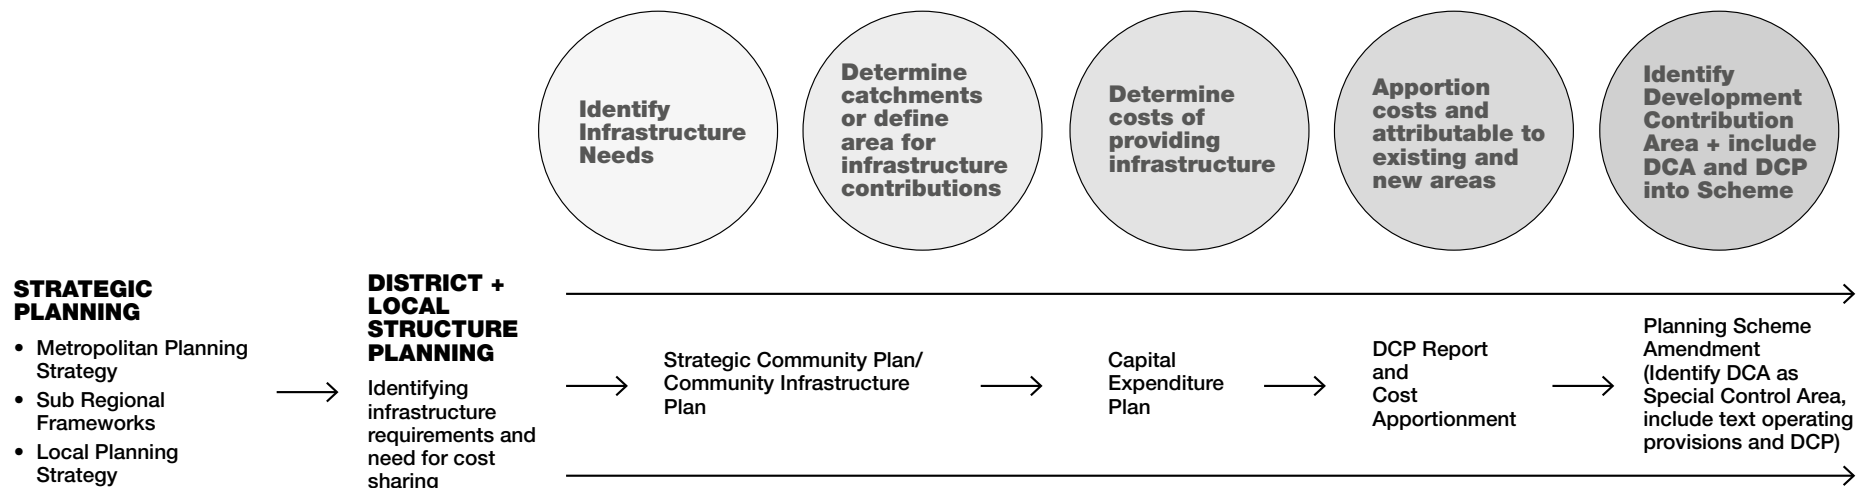 Identify
Infrastructure
Needs
Determine
catchments
or define
area for
infrastructure
contributions
Determine
costs of
providing
infrastructure
Apportion
costs and
attributable to
existing and
new areas
Identify
Development
Contribution
Area + include
DCA and DCP
into Scheme
STRATEGIC
PLANNING
• Metropolitan Planning
Strategy
• Sub Regional
Frameworks
• Local Planning
Strategy
DISTRICT +
LOCAL
STRUCTURE
PLANNING
Identifying
infrastructure
requirements and
need for cost
sharing
Strategic Community Plan/
Community Infrastructure
Plan
Capital
Expenditure
Plan
DCP Report
and
Cost
Apportionment
Planning Scheme
Amendment
(Identify DCA as
Special Control Area,
include text operating
provisions and DCP)